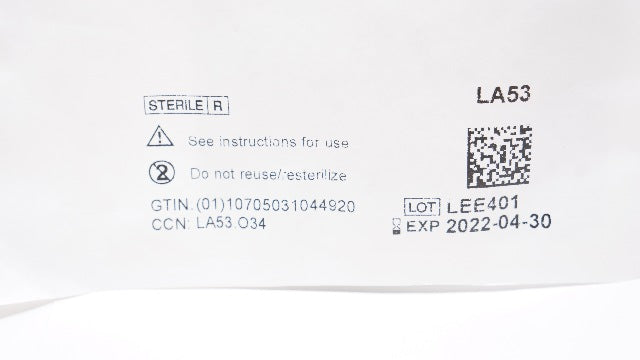 STERILE R
See instructions for use
Do not reuse/resterilize
GTIN: (01)10705031044920
CCN: LA53.O34
LA53
LOT LEE401
EXP 2022-04-30